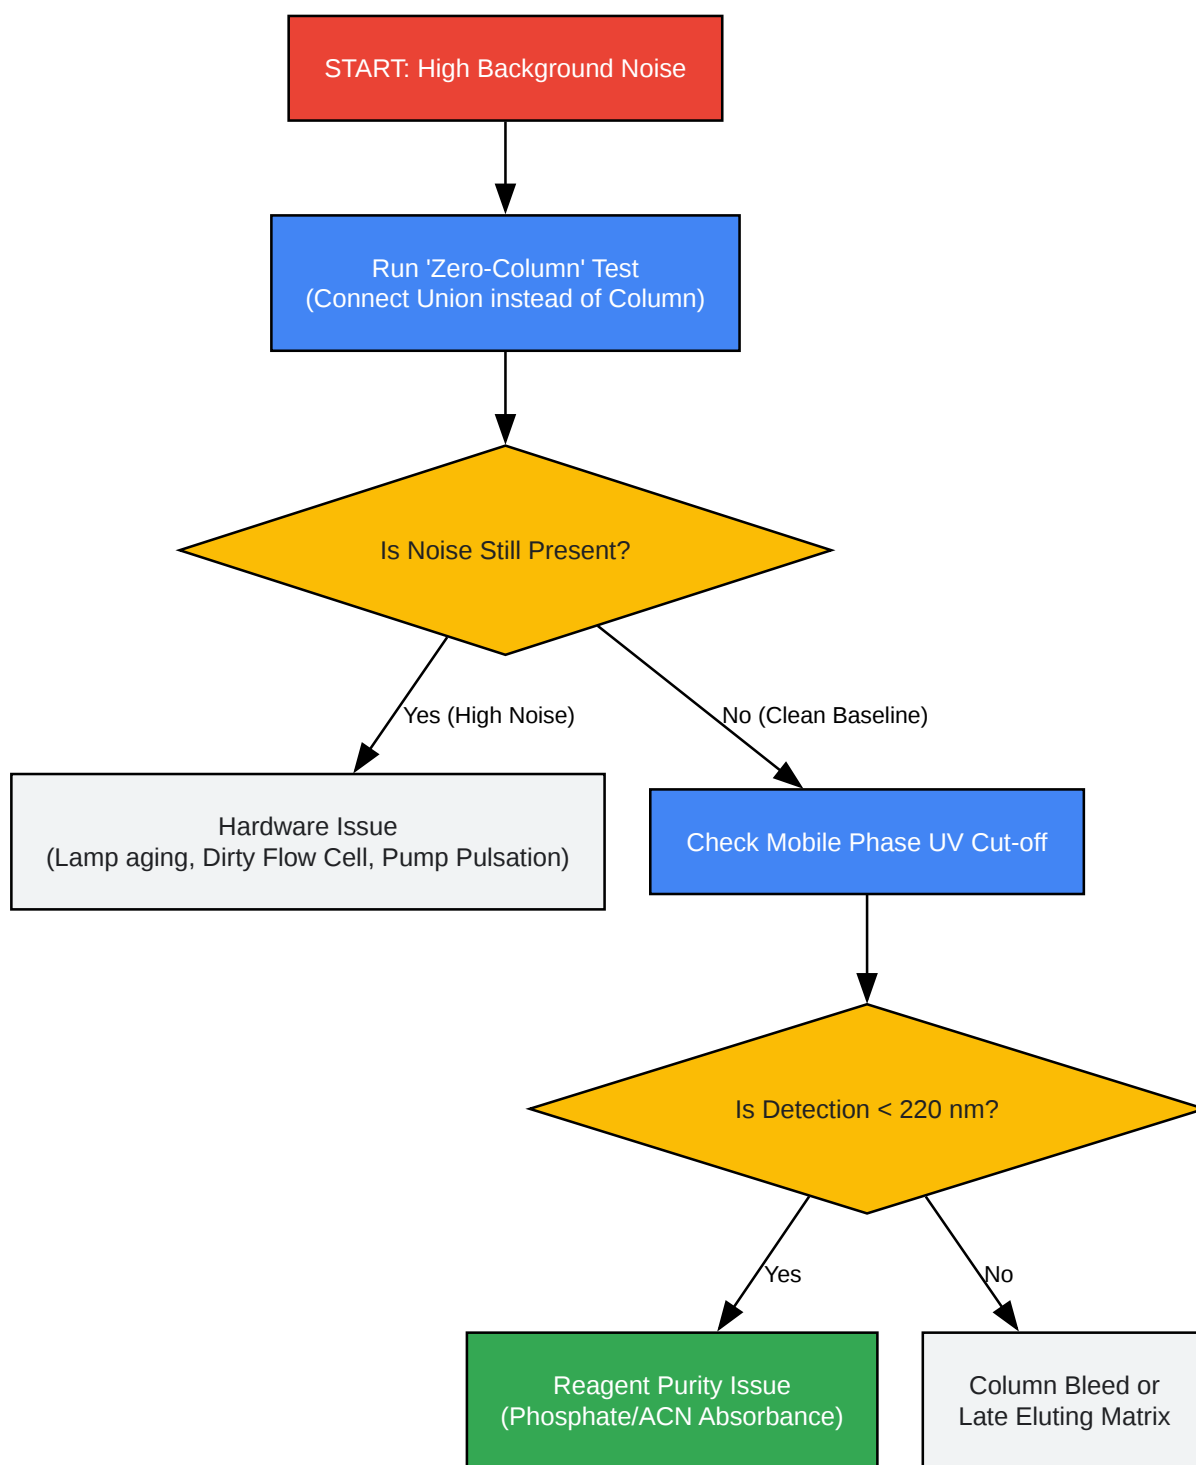 START: High Background Noise
Run 'Zero-Column' Test
(Connect Union instead of Column)
Is Noise Still Present?
Yes (High Noise)
No (Clean Baseline)
Hardware Issue
(Lamp aging, Dirty Flow Cell, Pump Pulsation)
Check Mobile Phase UV Cut-off
Is Detection < 220 nm?
Yes
No
Reagent Purity Issue
(Phosphate/ACN Absorbance)
Column Bleed or
Late Eluting Matrix